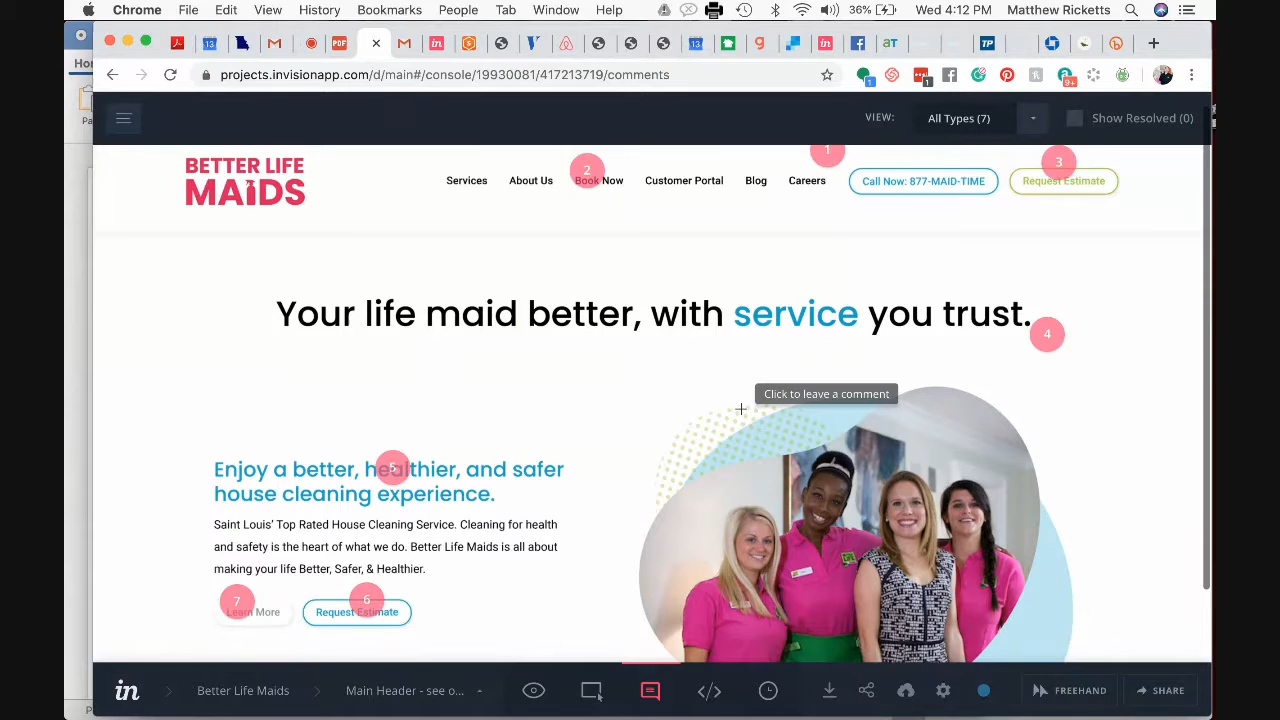 Chrome File Edit View History Bookmarks People Tab Window Help 36% Wed 4:12 PM Matthew Ricketts
projects.invisionapp.com/d/main#/console/19930081/417213719/comments
VIEW: All Types (7) Show Resolved (0)
BETTER LIFE
MAIDS
Services About Us Book Now Customer Portal Blog Careers Call Now: 877-MAID-TIME Request Estimate
1
2
3
Your life maid better, with service you trust.
4
Click to leave a comment
Enjoy a better, healthier, and safer
house cleaning experience.
5
Saint Louis' Top Rated House Cleaning Service. Cleaning for health
and safety is the heart of what we do. Better Life Maids is all about
making your life Better, Safer, & Healthier.
7 6
Learn More Request Estimate
in Better Life Maids Main Header - see o... FREEHAND SHARE